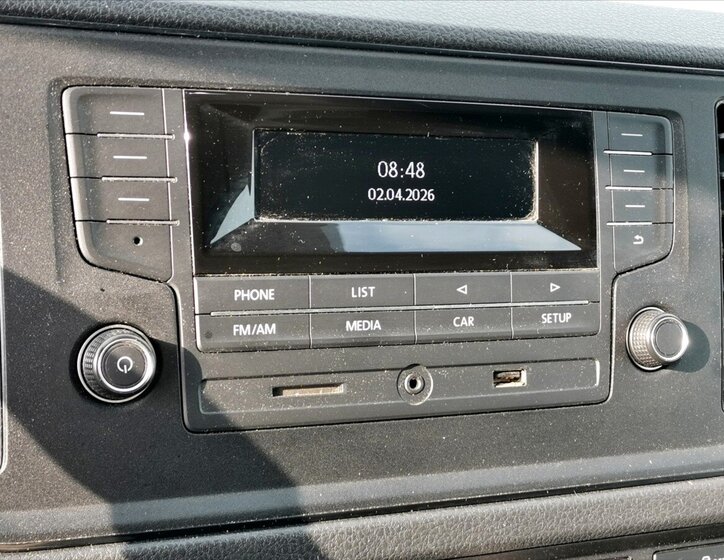 08:48
02.04.2026
PHONE LIST
FM/AM MEDIA CAR SETUP